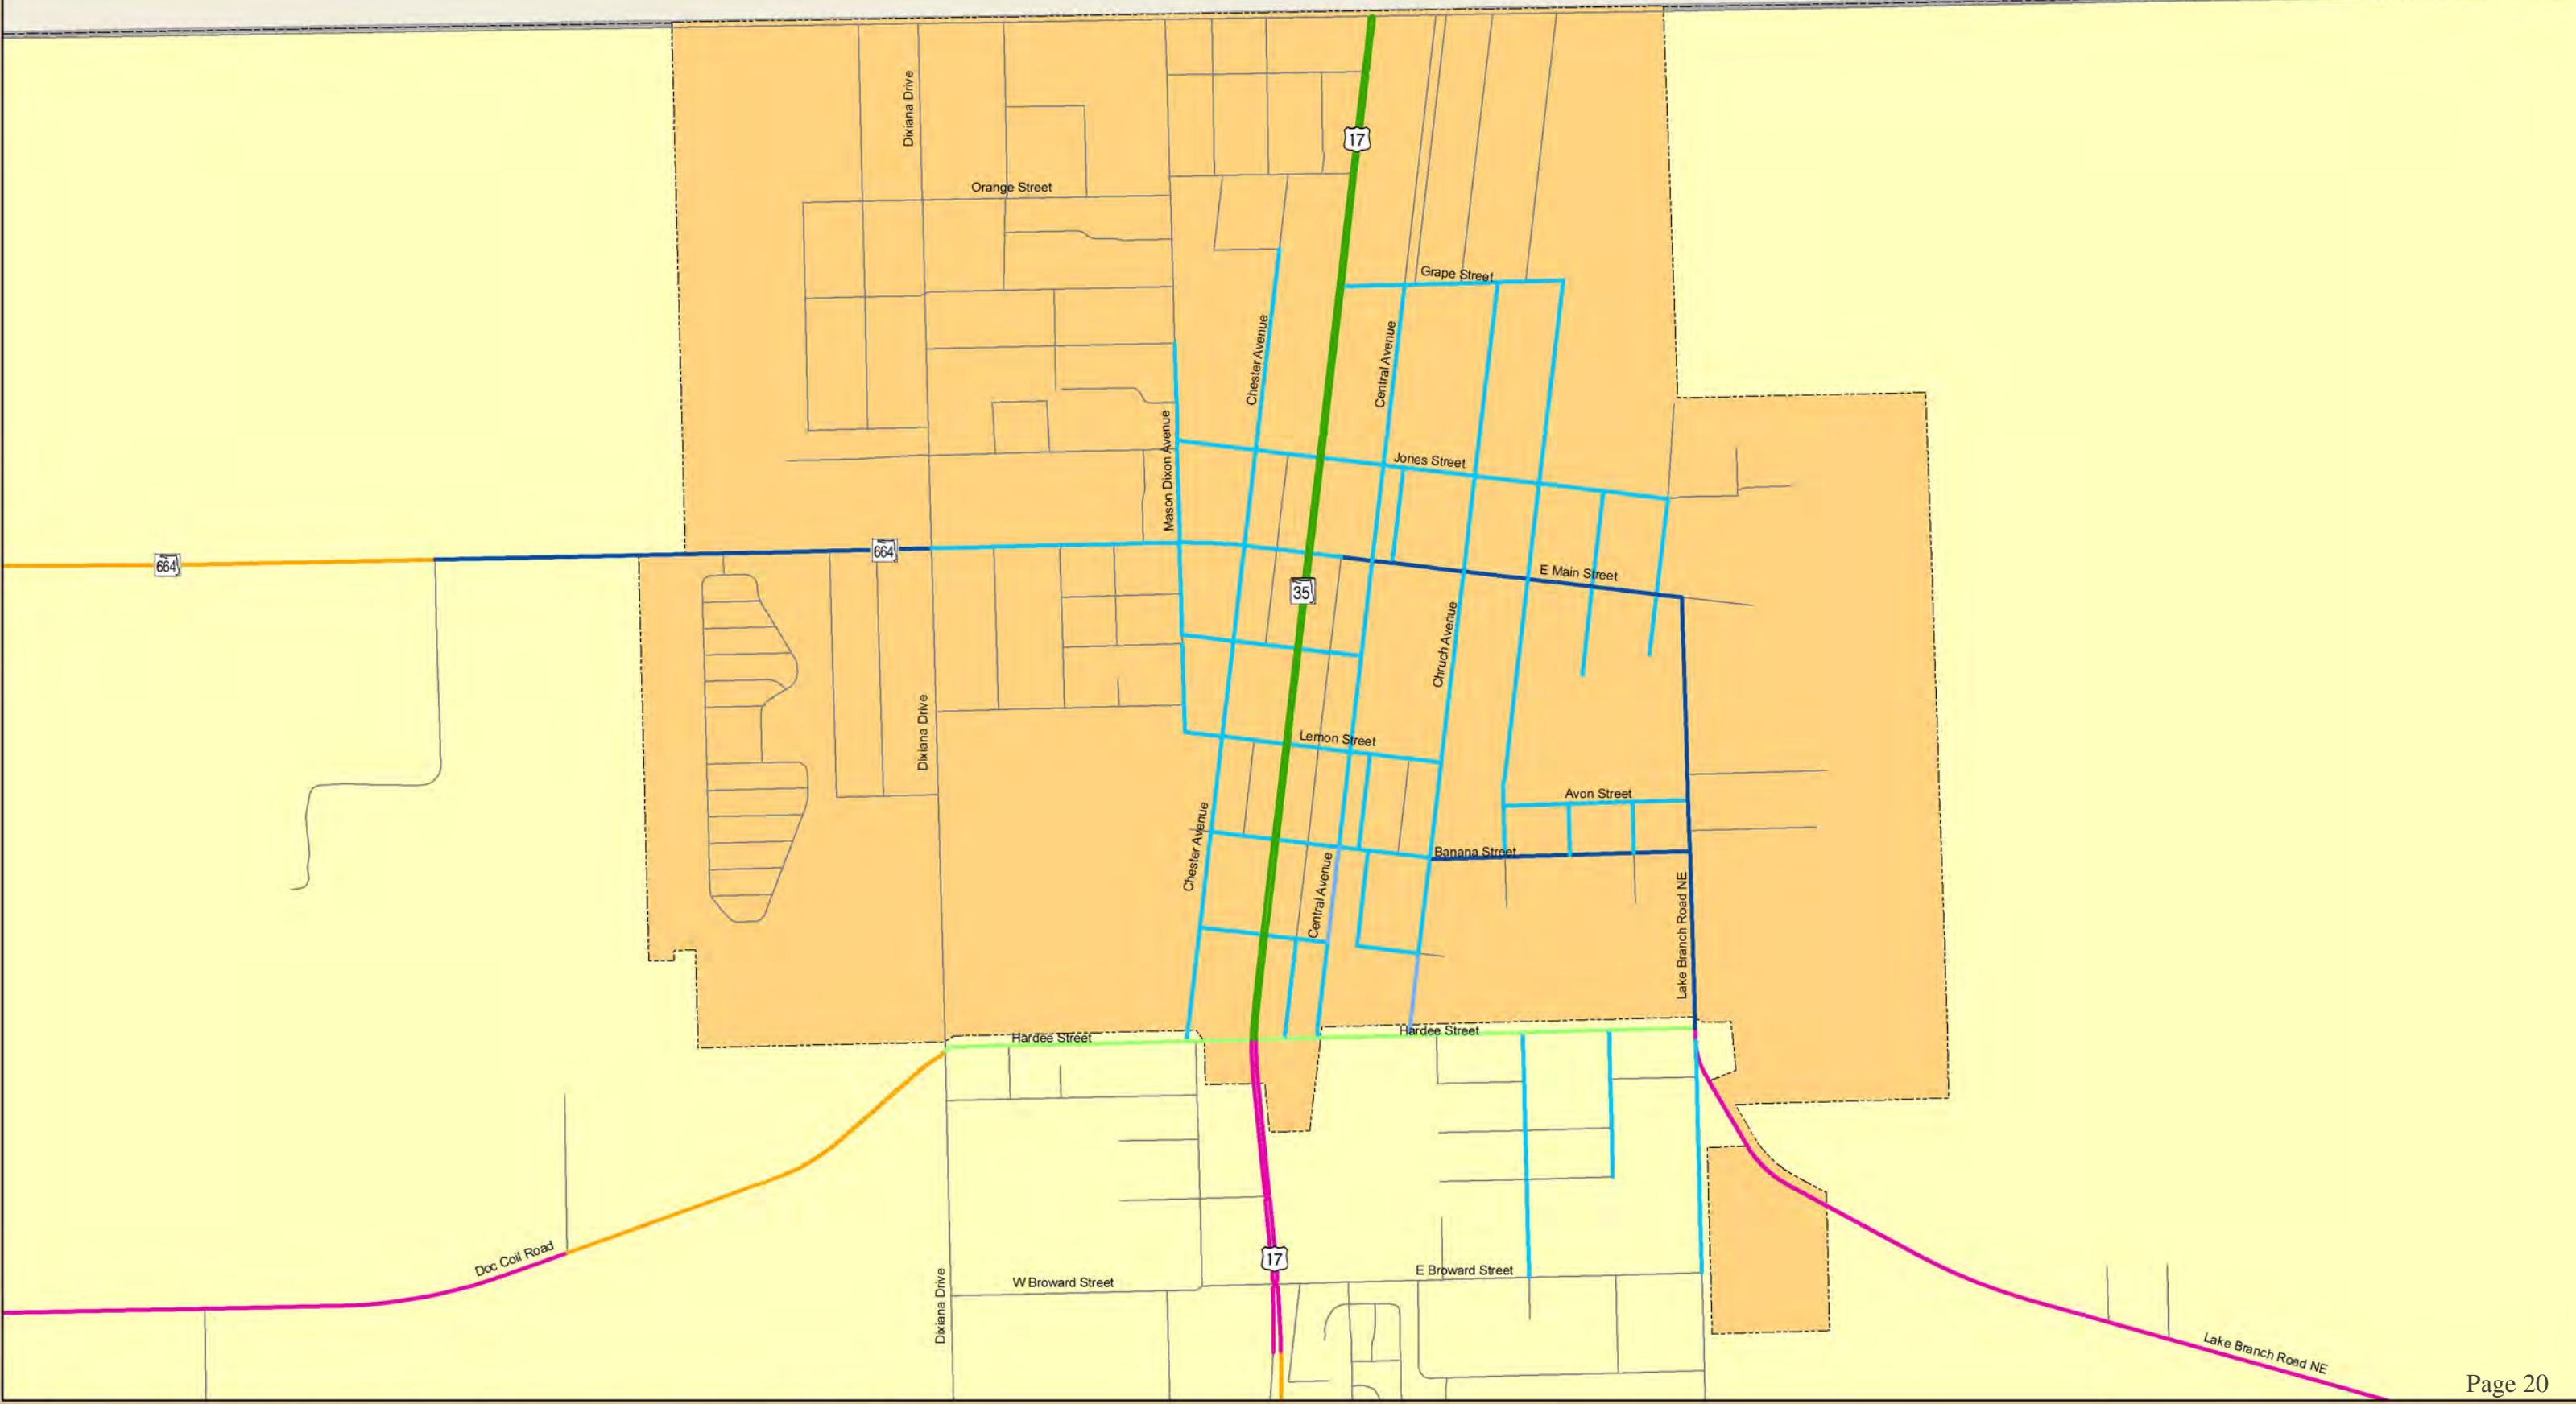 Dixiana Drive
17
Orange Street
Grape Street
Chester Avenue
Central Avenue
Mason Dixon Avenue
Jones Street
664
664
E Main Street
35
Chruch Avenue
Dixiana Drive
Lemon Street
Avon Street
Chester Avenue
Banana Street
Central Avenue
Lake Branch Road NE
Hardee Street
Hardee Street
Doc Coil Road
17
Dixiana Drive
W Broward Street
E Broward Street
Lake Branch Road NE
Page 20